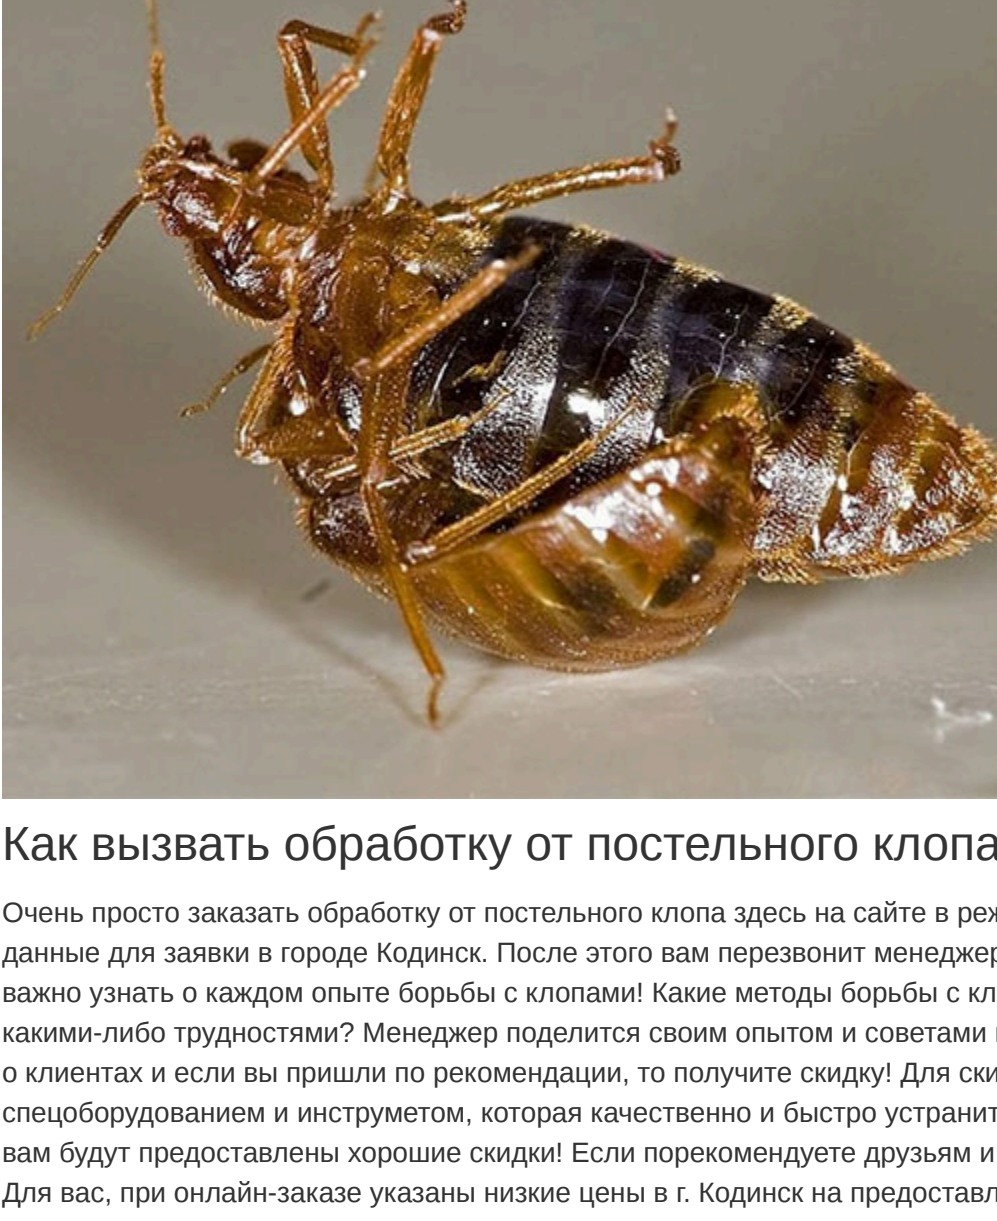 Как вызвать обработку от постельного клопа
Очень просто заказать обработку от постельного клопа здесь на сайте в
данные для заявки в городе Кодинск. После этого вам перезвонит менеджер
важно узнать о каждом опыте борьбы с клопами! Какие методы борьбы с
какими-либо трудностями? Менеджер поделится своим опытом и советами
о клиентах и если вы пришли по рекомендации, то получите скидку! Для
спецоборудованием и инструметом, которая качественно и быстро устранит
вам будут предоставлены хорошие скидки! Если порекомендуете друзьям и
Для вас, при онлайн-заказе указаны низкие цены в г. Кодинск на